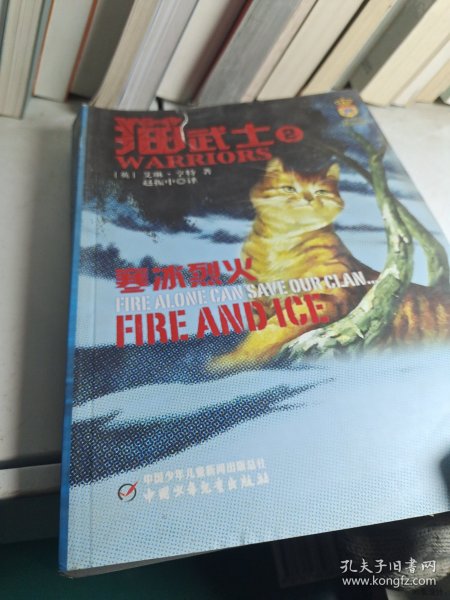 猫武士2
WARRIORS
[英] 艾琳·亨特 著
赵振中 译
寒冰烈火
FIRE ALONE CAN SAVE OUR CLAN...
FIRE AND ICE
中国少年儿童新闻出版总社
中国少年儿童出版社
孔夫子旧书网
www.kongfz.com